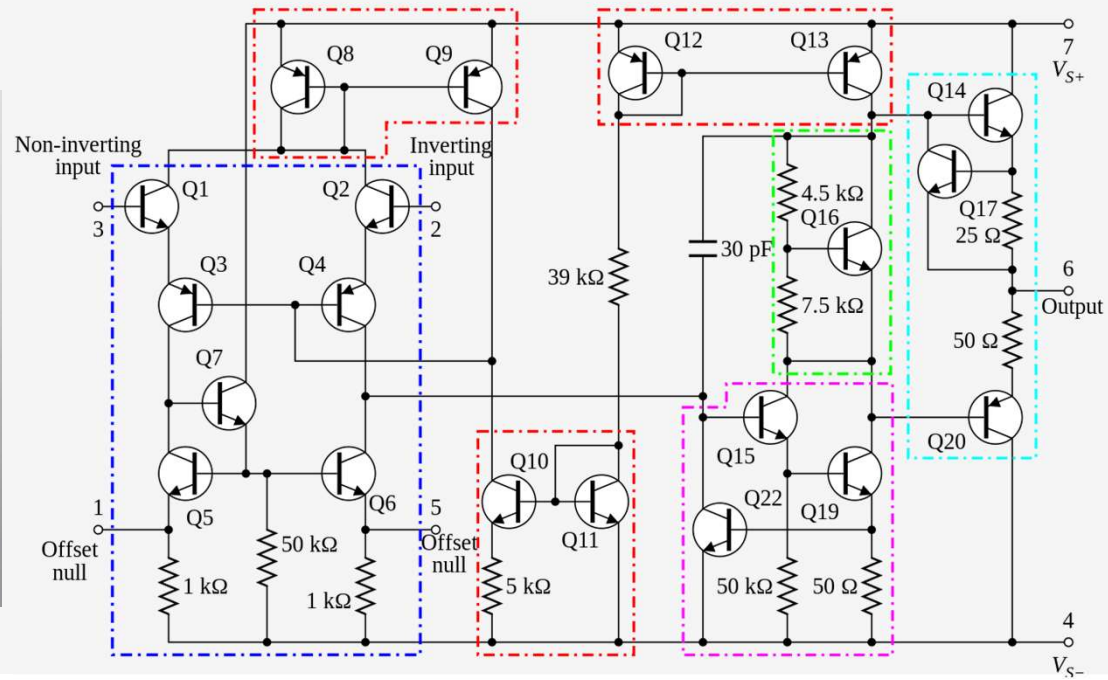 Q8
Q9
Q12
Q13
7
V_{S+}
Q14
Non-inverting
input
Inverting
input
Q1
Q2
3
2
4.5 kΩ
Q16
Q17
25 Ω
Q3
Q4
39 kΩ
30 pF
6
Output
7.5 kΩ
50 Ω
Q7
Q15
Q20
Q10
Q5
Q6
Q22
Q19
1
5
Offset
null
Offset
null
Q11
50 kΩ
1 kΩ
1 kΩ
5 kΩ
50 kΩ
50 Ω
4
V_{S−}